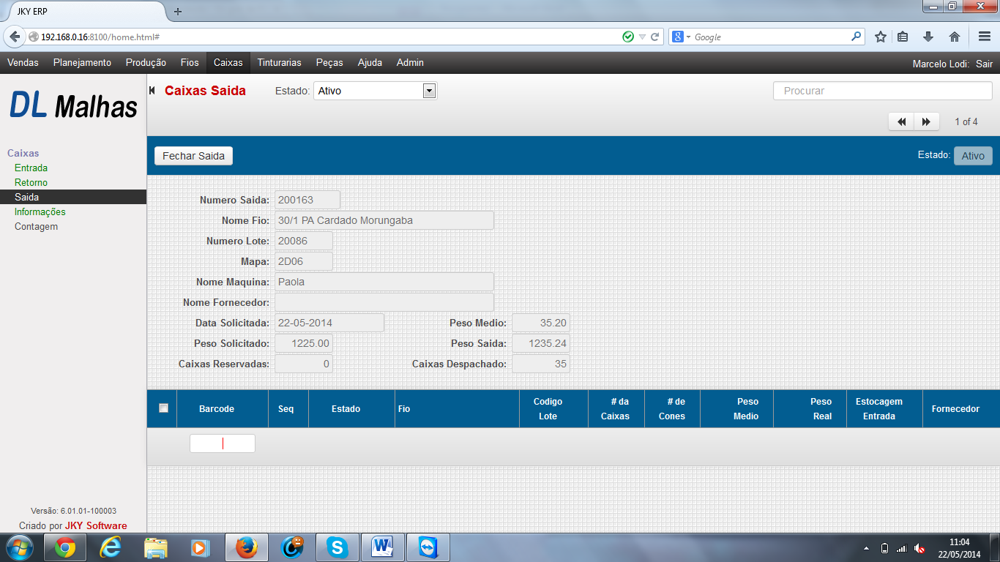 JKY ERP
192.168.0.16:8100/home.html#
Google
Vendas Planejamento Produção Fios Caixas Tinturarias Peças Ajuda Admin Marcelo Lodi: Sair
DL Malhas
Caixas
Entrada
Retorno
Saida
Informações
Contagem
Versão: 6.01.01-100003
Criado por JKY Software
Caixas Saida Estado: Ativo Procurar
1 of 4
Fechar Saida Estado: Ativo
Numero Saida: 200163
Nome Fio: 30/1 PA Cardado Morungaba
Numero Lote: 20086
Mapa: 2D06
Nome Maquina: Paola
Nome Fornecedor:
Data Solicitada: 22-05-2014 Peso Medio: 35.20
Peso Solicitado: 1225.00 Peso Saida: 1235.24
Caixas Reservadas: 0 Caixas Despachado: 35
Barcode Seq Estado Fio Codigo Lote # da Caixas # de Cones Peso Medio Peso Real Estocagem Entrada Fornecedor
11:04
22/05/2014